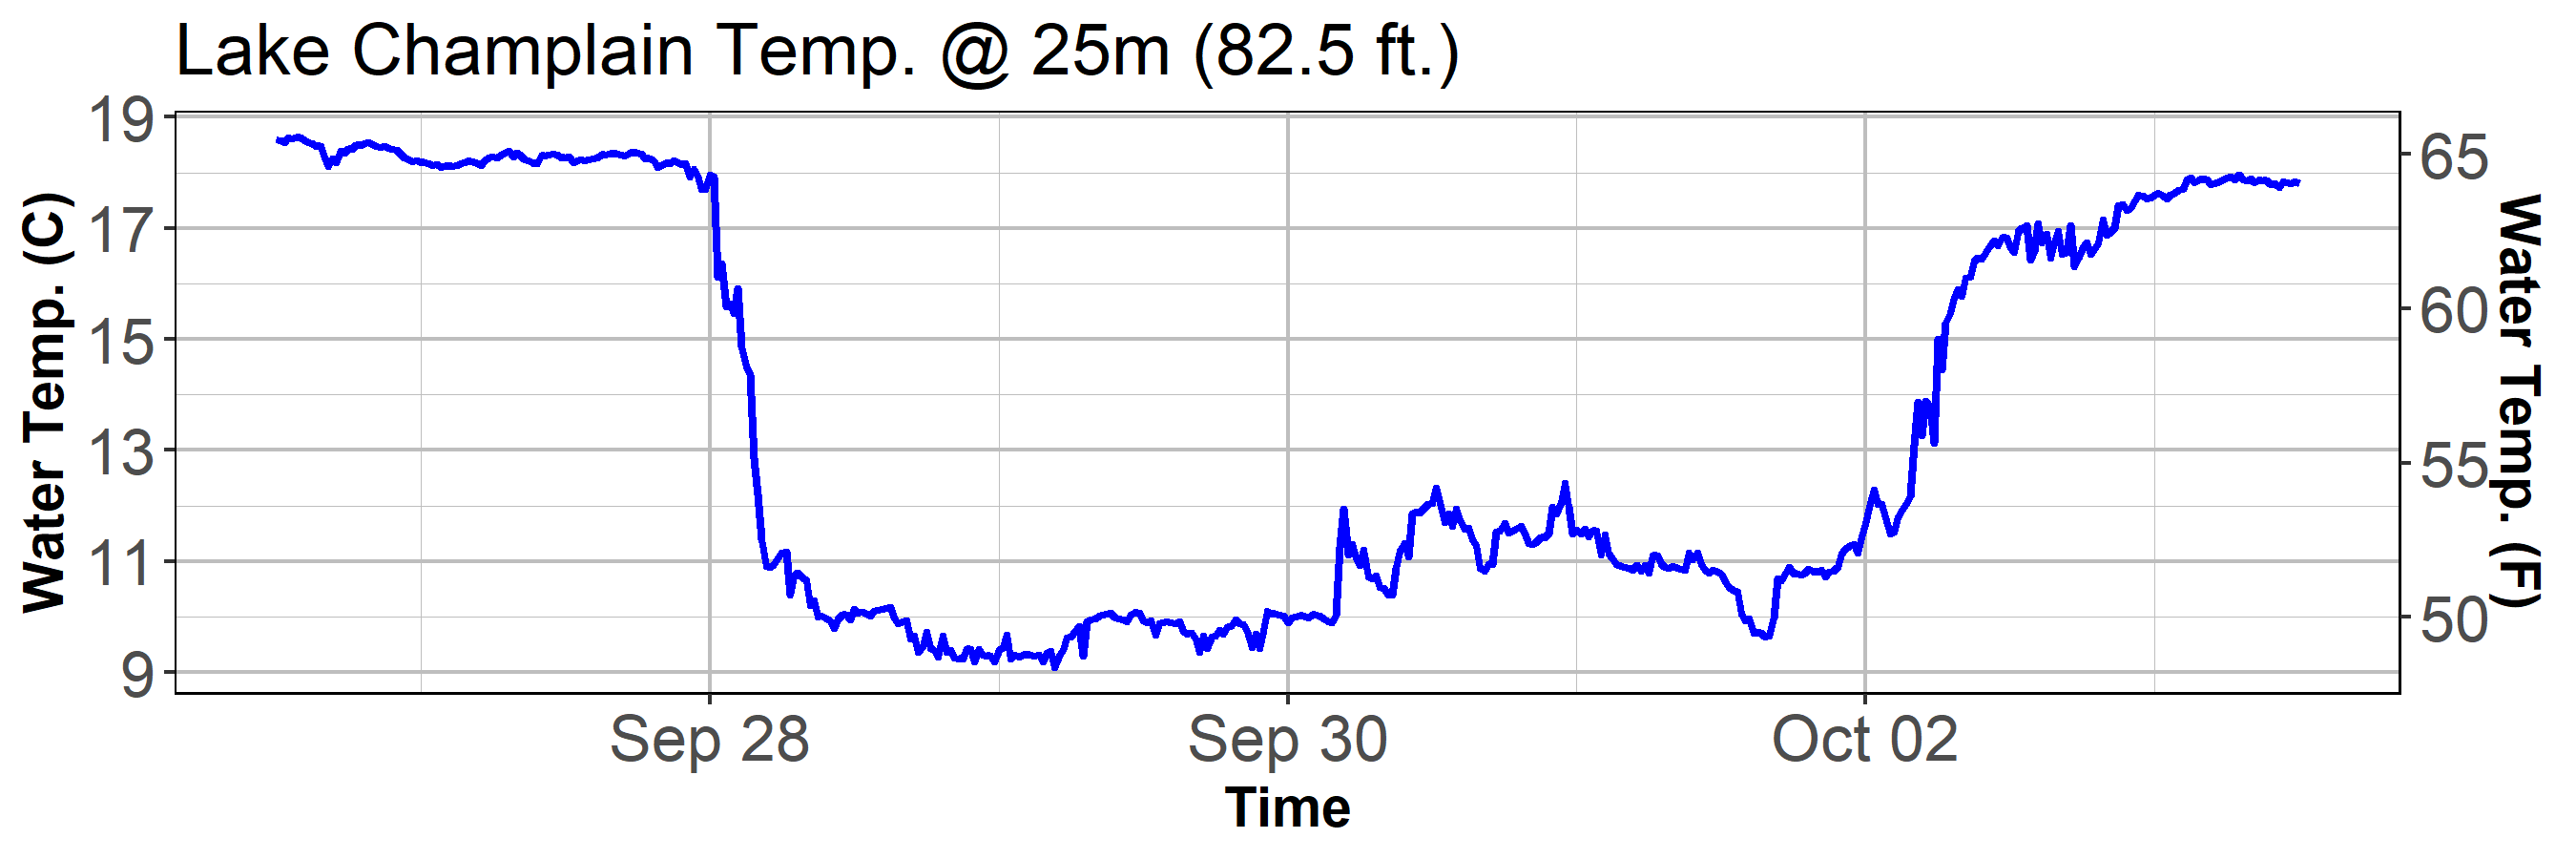 Lake Champlain Temp. @ 25m (82.5 ft.)
Water Temp. (C)
19
17
15
13
11
9
65
60
55
50
Water Temp. (F)
Sep 28
Sep 30
Oct 02
Time